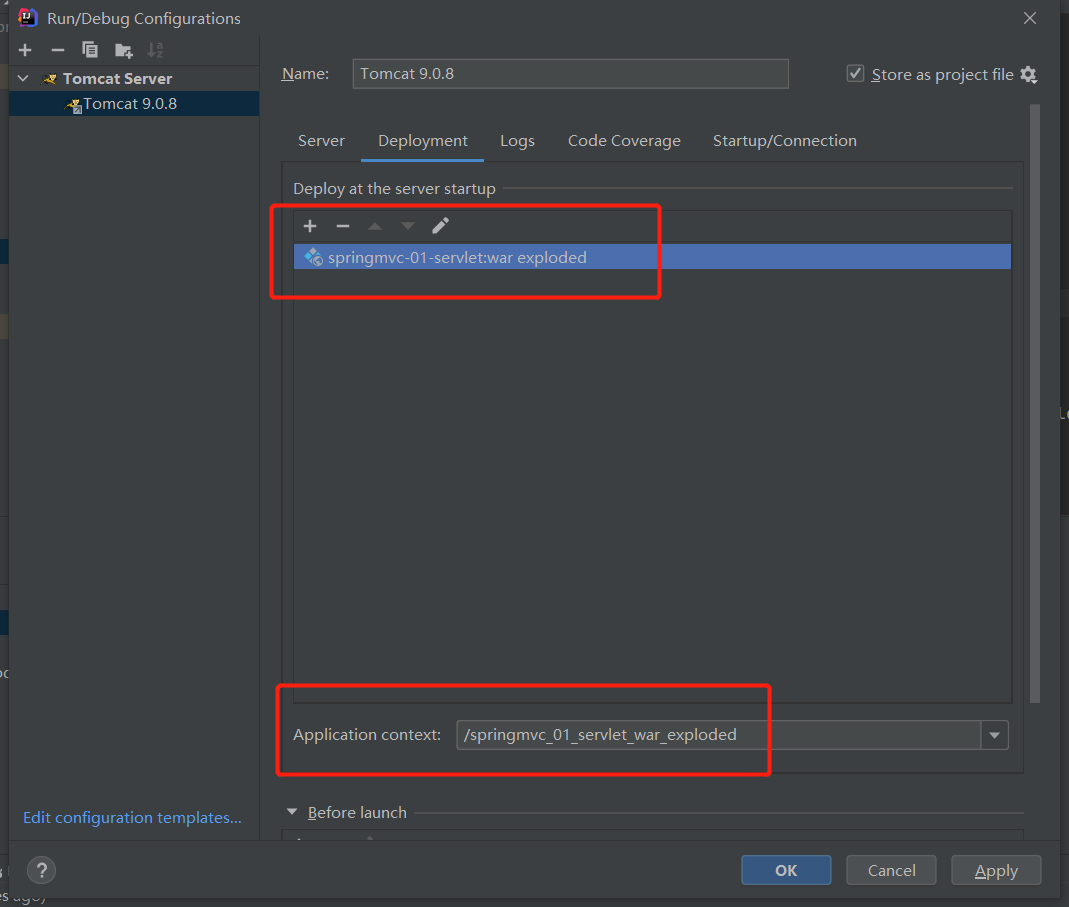 Run/Debug Configurations
Tomcat Server
Tomcat 9.0.8
Name: Tomcat 9.0.8 Store as project file
Server Deployment Logs Code Coverage Startup/Connection
Deploy at the server startup
springmvc-01-servlet:war exploded
Application context: /springmvc_01_servlet_war_exploded
Before launch
Edit configuration templates...
?
OK Cancel Apply